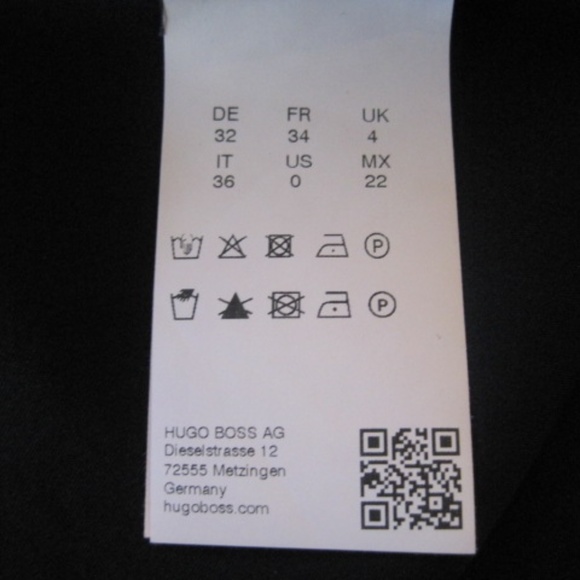 DE FR UK
32 34 4
IT US MX
36 0 22
P
P
HUGO BOSS AG
Dieselstrasse 12
72555 Metzingen
Germany
hugoboss.com